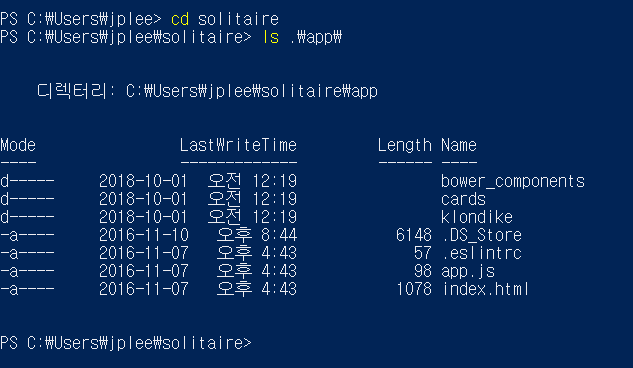 PS C:₩Users₩jplee> cd solitaire
PS C:₩Users₩jplee₩solitaire> ls .₩app₩
디렉터리: C:₩Users₩jplee₩solitaire₩app
Mode LastWriteTime Length Name
---- ------------- ------ ----
d----- 2018-10-01 오전 12:19 bower_components
d----- 2018-10-01 오전 12:19 cards
d----- 2018-10-01 오전 12:19 klondike
-a---- 2016-11-10 오후 8:44 6148 .DS_Store
-a---- 2016-11-07 오후 4:43 57 .eslintrc
-a---- 2016-11-07 오후 4:43 98 app.js
-a---- 2016-11-07 오후 4:43 1078 index.html
PS C:₩Users₩jplee₩solitaire>